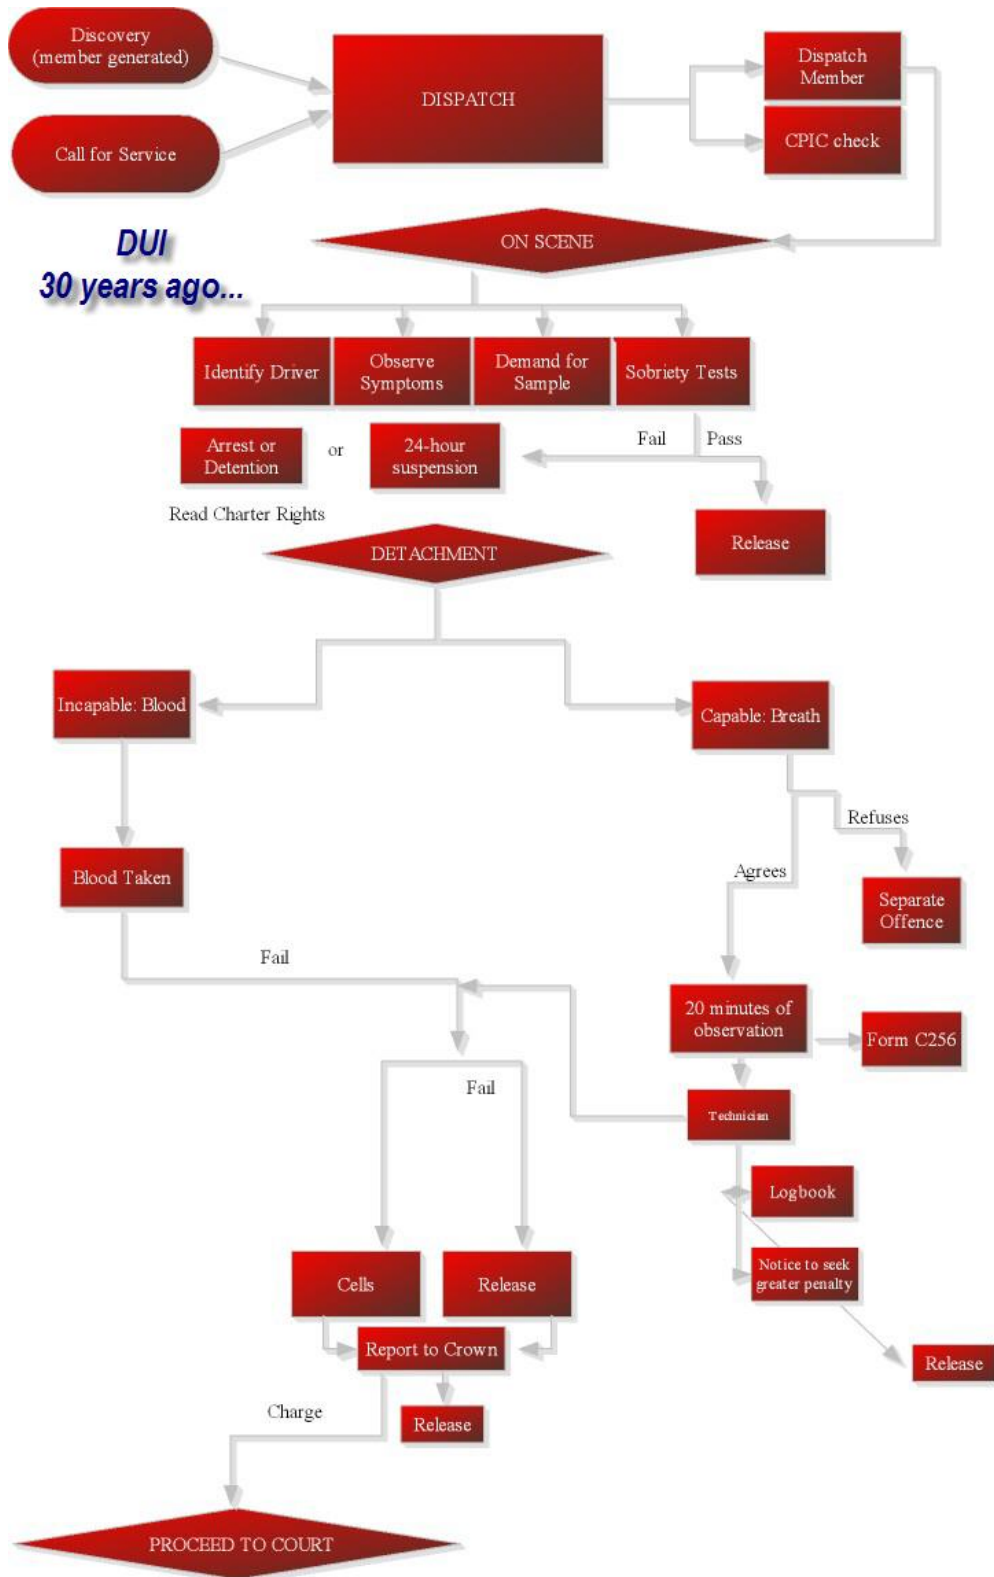 Discovery
(member generated)
DISPATCH
Dispatch
Member
Call for Service
CPIC check
DUI
30 years ago...
ON SCENE
Identify Driver
Observe
Symptoms
Demand for
Sample
Sobriety Tests
Arrest or
Detention
or
24-hour
suspension
Fail
Pass
Read Charter Rights
Release
DETACHMENT
Incapable: Blood
Capable: Breath
Refuses
Blood Taken
Agrees
Separate
Offence
Fail
20 minutes of
observation
Form C256
Fail
Technician
Logbook
Cells
Release
Notice to seek
greater penalty
Report to Crown
Release
Charge
Release
PROCEED TO COURT